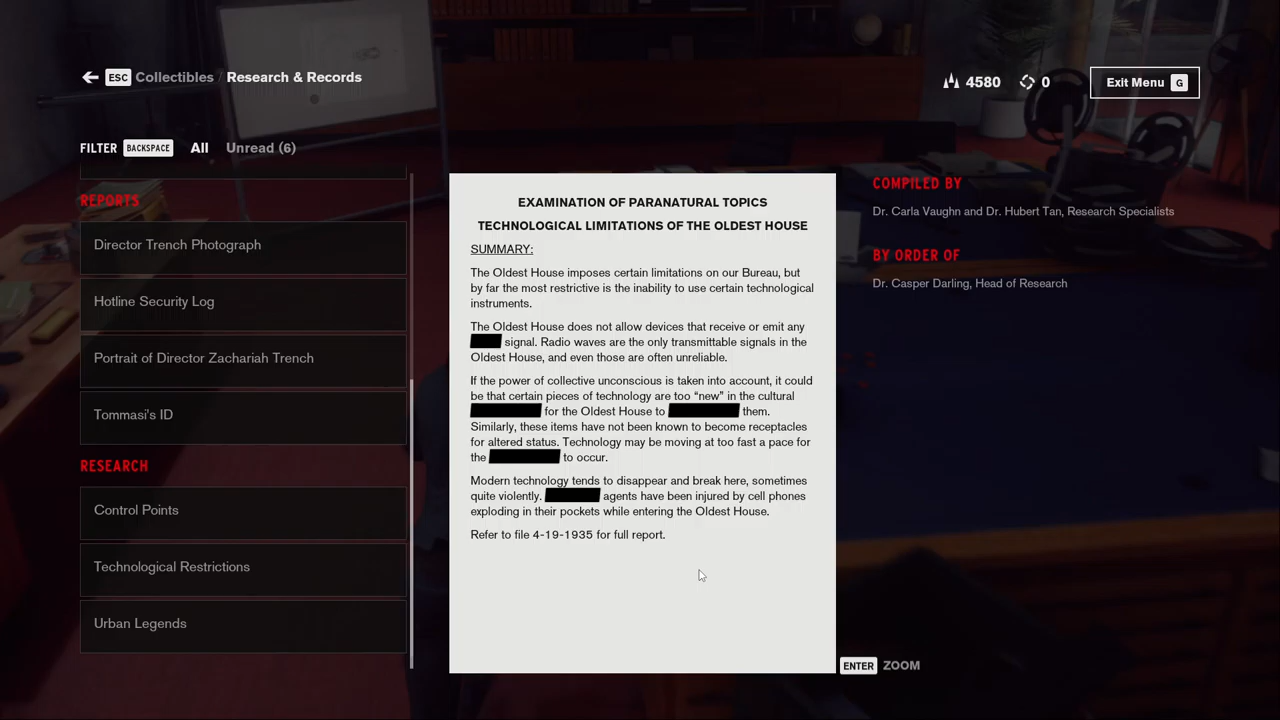 ESC Collectibles / Research & Records
4580 0 Exit Menu G
FILTER BACKSPACE All Unread (6)
REPORTS
Director Trench Photograph
Hotline Security Log
Portrait of Director Zachariah Trench
Tommasi's ID
RESEARCH
Control Points
Technological Restrictions
Urban Legends
EXAMINATION OF PARANATURAL TOPICS
TECHNOLOGICAL LIMITATIONS OF THE OLDEST HOUSE
SUMMARY:
The Oldest House imposes certain limitations on our Bureau, but
by far the most restrictive is the inability to use certain technological
instruments.
The Oldest House does not allow devices that receive or emit any
signal. Radio waves are the only transmittable signals in the
Oldest House, and even those are often unreliable.
If the power of collective unconscious is taken into account, it could
be that certain pieces of technology are too “new” in the cultural
for the Oldest House to them.
Similarly, these items have not been known to become receptacles
for altered status. Technology may be moving at too fast a pace for
the to occur.
Modern technology tends to disappear and break here, sometimes
quite violently. agents have been injured by cell phones
exploding in their pockets while entering the Oldest House.
Refer to file 4-19-1935 for full report.
COMPILED BY
Dr. Carla Vaughn and Dr. Hubert Tan, Research Specialists
BY ORDER OF
Dr. Casper Darling, Head of Research
ENTER ZOOM